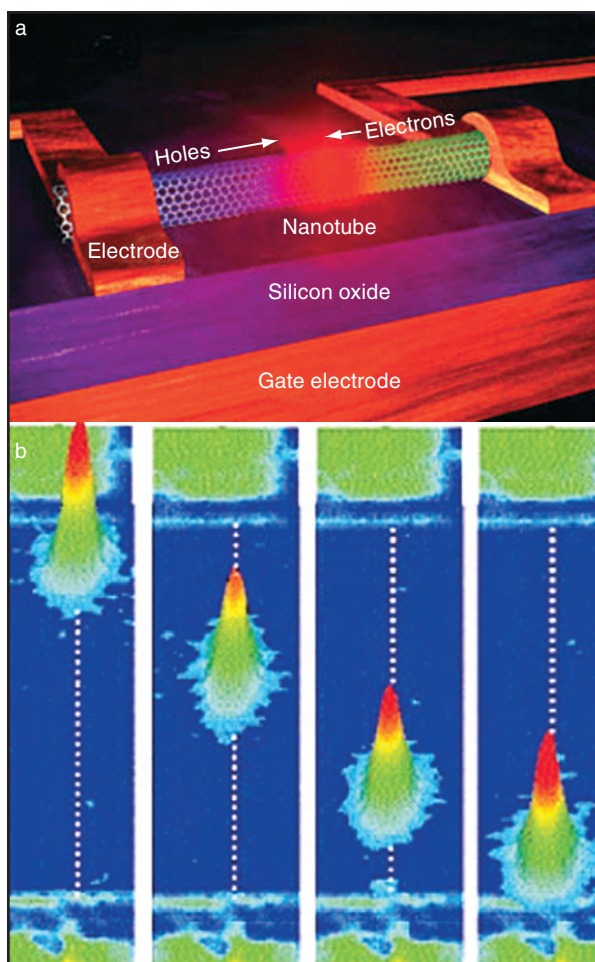 a
Holes
Electrons
Nanotube
Electrode
Silicon oxide
Gate electrode
b